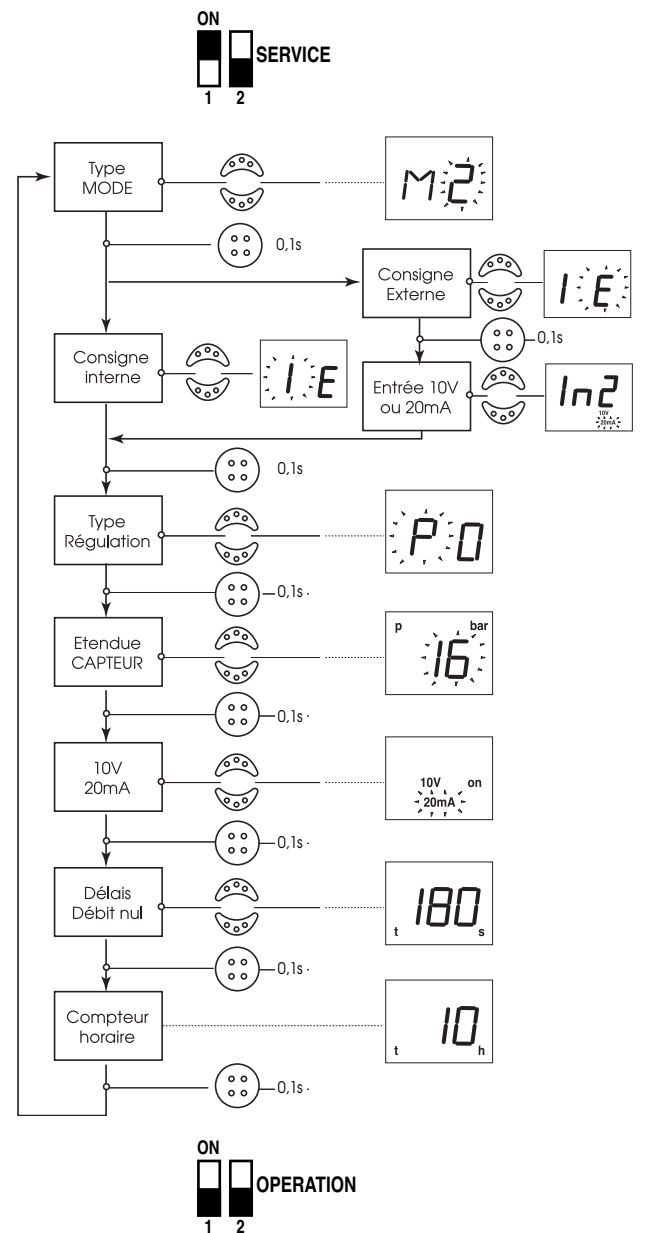 ON
SERVICE
1 2
Type
MODE
M2
0,1s
Consigne
Externe
I E
0,1s
Consigne
interne
I E
Entrée 10V
ou 20mA
In2
10V
20mA
0,1s
Type
Régulation
P 0
0,1s .
Etendue
CAPTEUR
p bar
16
0,1s .
10V
20mA
10V on
20mA
0,1s .
Délais
Débit nul
180
t s
0,1s .
Compteur
horaire
10
t h
0,1s .
ON
OPERATION
1 2